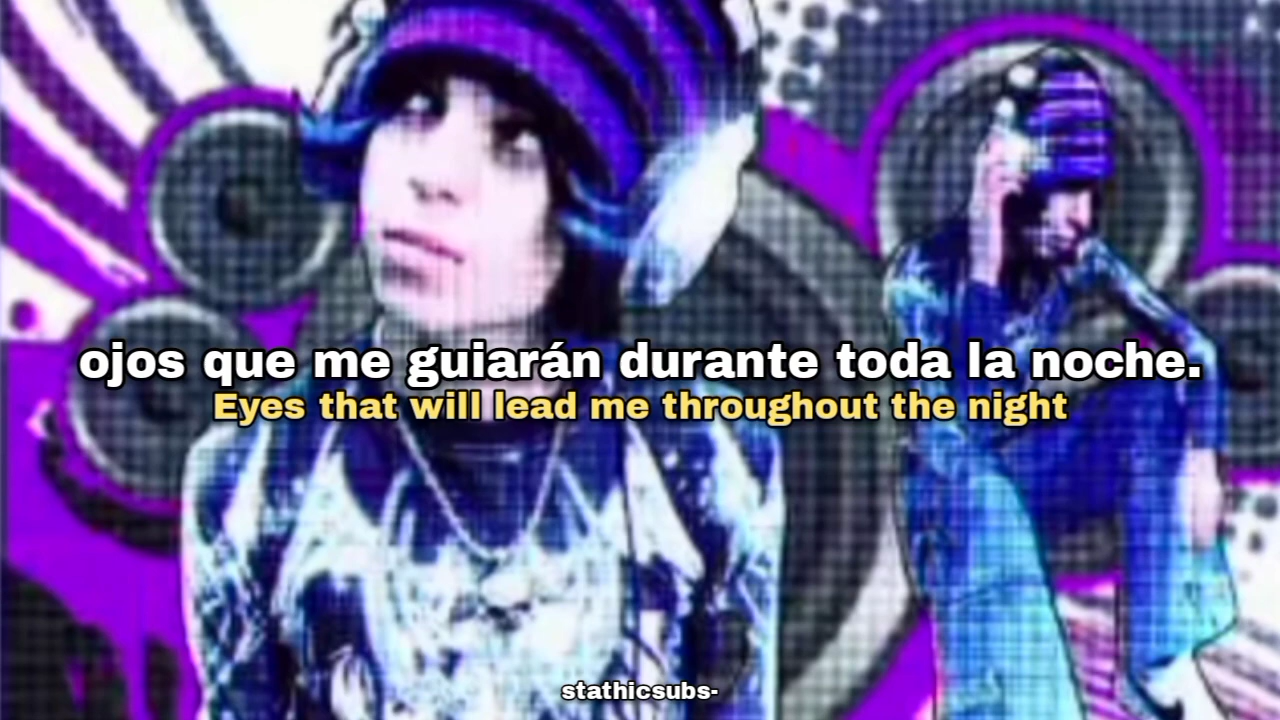 ojos que me guiarán durante toda la noche.
Eyes that will lead me throughout the night
stathicsubs-